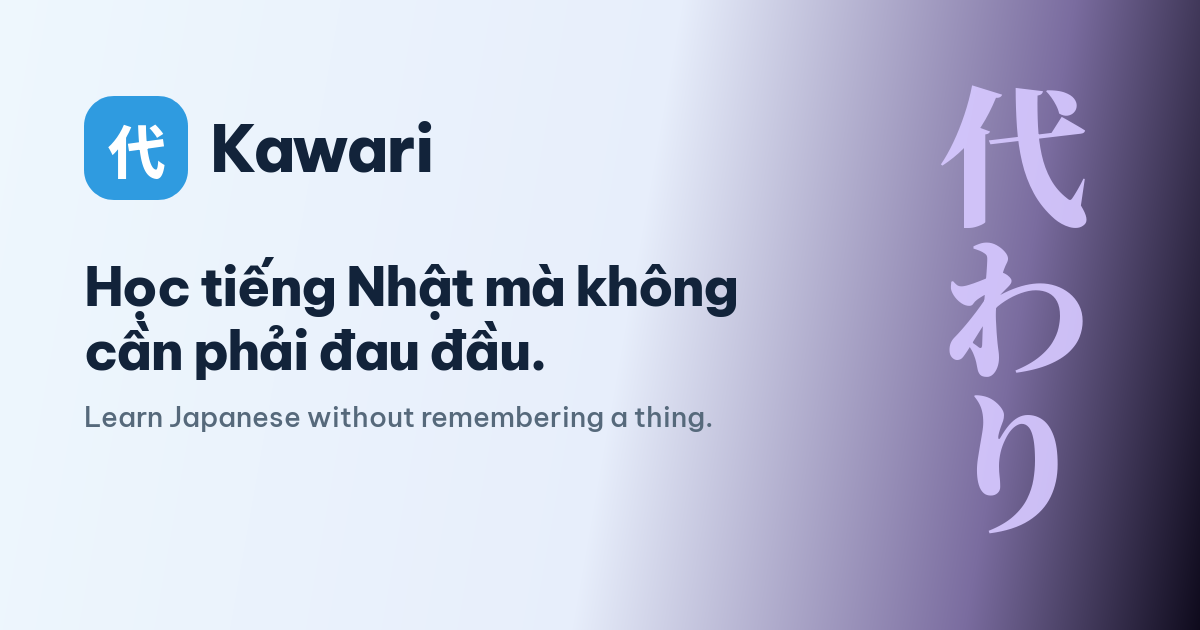 代 Kawari
Học tiếng Nhật mà không
cần phải đau đầu.
Learn Japanese without remembering a thing.
代わり